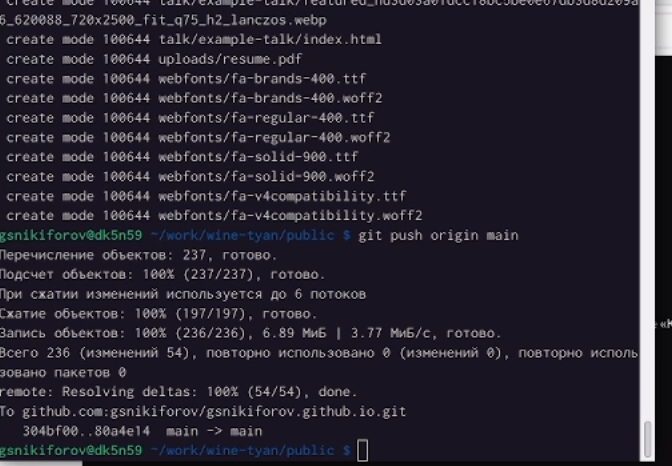 create mode 100644
6_620088_720x2500_fit_q75_h2_lanczos.webp
create mode 100644 talk/example-talk/index.html
create mode 100644 uploads/resume.pdf
create mode 100644 webfonts/fa-brands-400.ttf
create mode 100644 webfonts/fa-brands-400.woff2
create mode 100644 webfonts/fa-regular-400.ttf
create mode 100644 webfonts/fa-regular-400.woff2
create mode 100644 webfonts/fa-solid-900.ttf
create mode 100644 webfonts/fa-solid-900.woff2
create mode 100644 webfonts/fa-v4compatibility.ttf
create mode 100644 webfonts/fa-v4compatibility.woff2
gsnikiforov@dk5n59 ~/work/wine-tyan/public $ git push origin main
Перечисление объектов: 237, готово.
Подсчет объектов: 100% (237/237), готово.
При сжатии изменений используется до 6 потоков
Сжатие объектов: 100% (197/197), готово.
Запись объектов: 100% (236/236), 6.89 МиБ | 3.77 МиБ/с, готово.
Всего 236 (изменений 54), повторно использовано 0 (изменений 0), повторно исполь
зовано пакетов 0
remote: Resolving deltas: 100% (54/54), done.
To github.com:gsnikiforov/gsnikiforov.github.io.git
304bf00..80a4e14 main -> main
gsnikiforov@dk5n59 ~/work/wine-tyan/public $